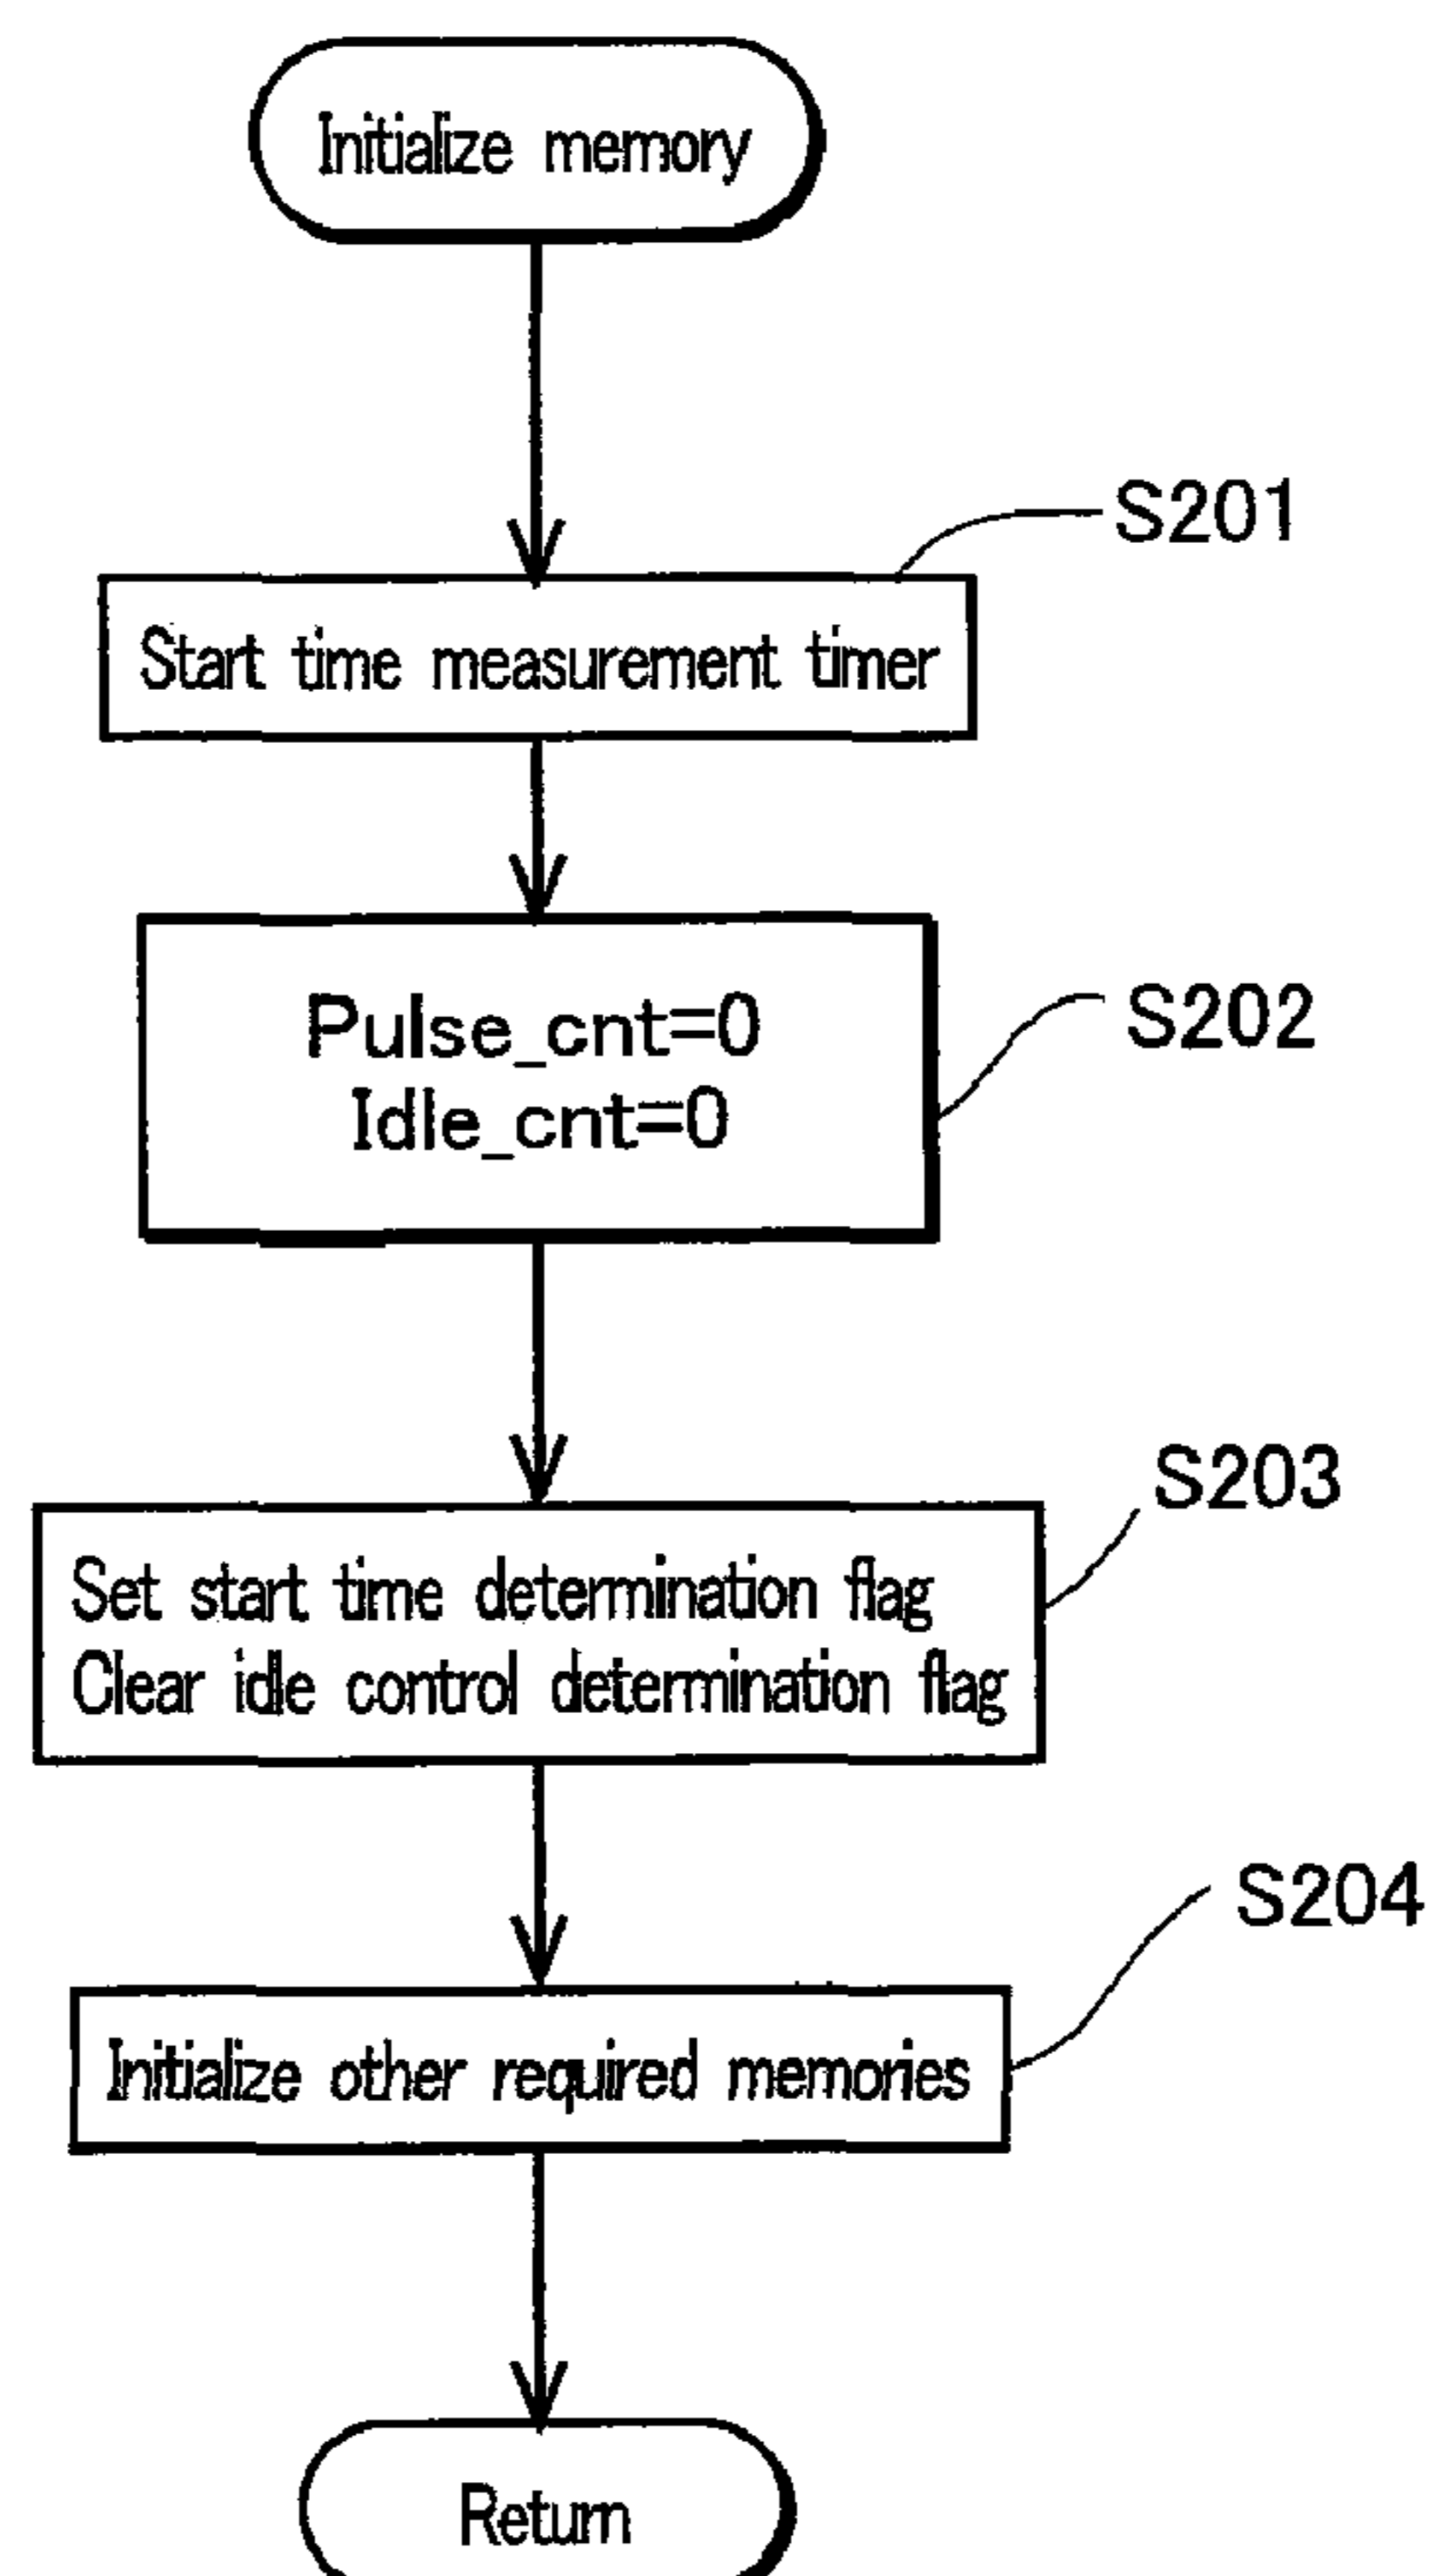 Initialize memory
S201
Start time measurement timer
Pulse_cnt=0
Idle_cnt=0
S202
S203
Set start time determination flag
Clear idle control determination flag
S204
Initialize other required memories
Return